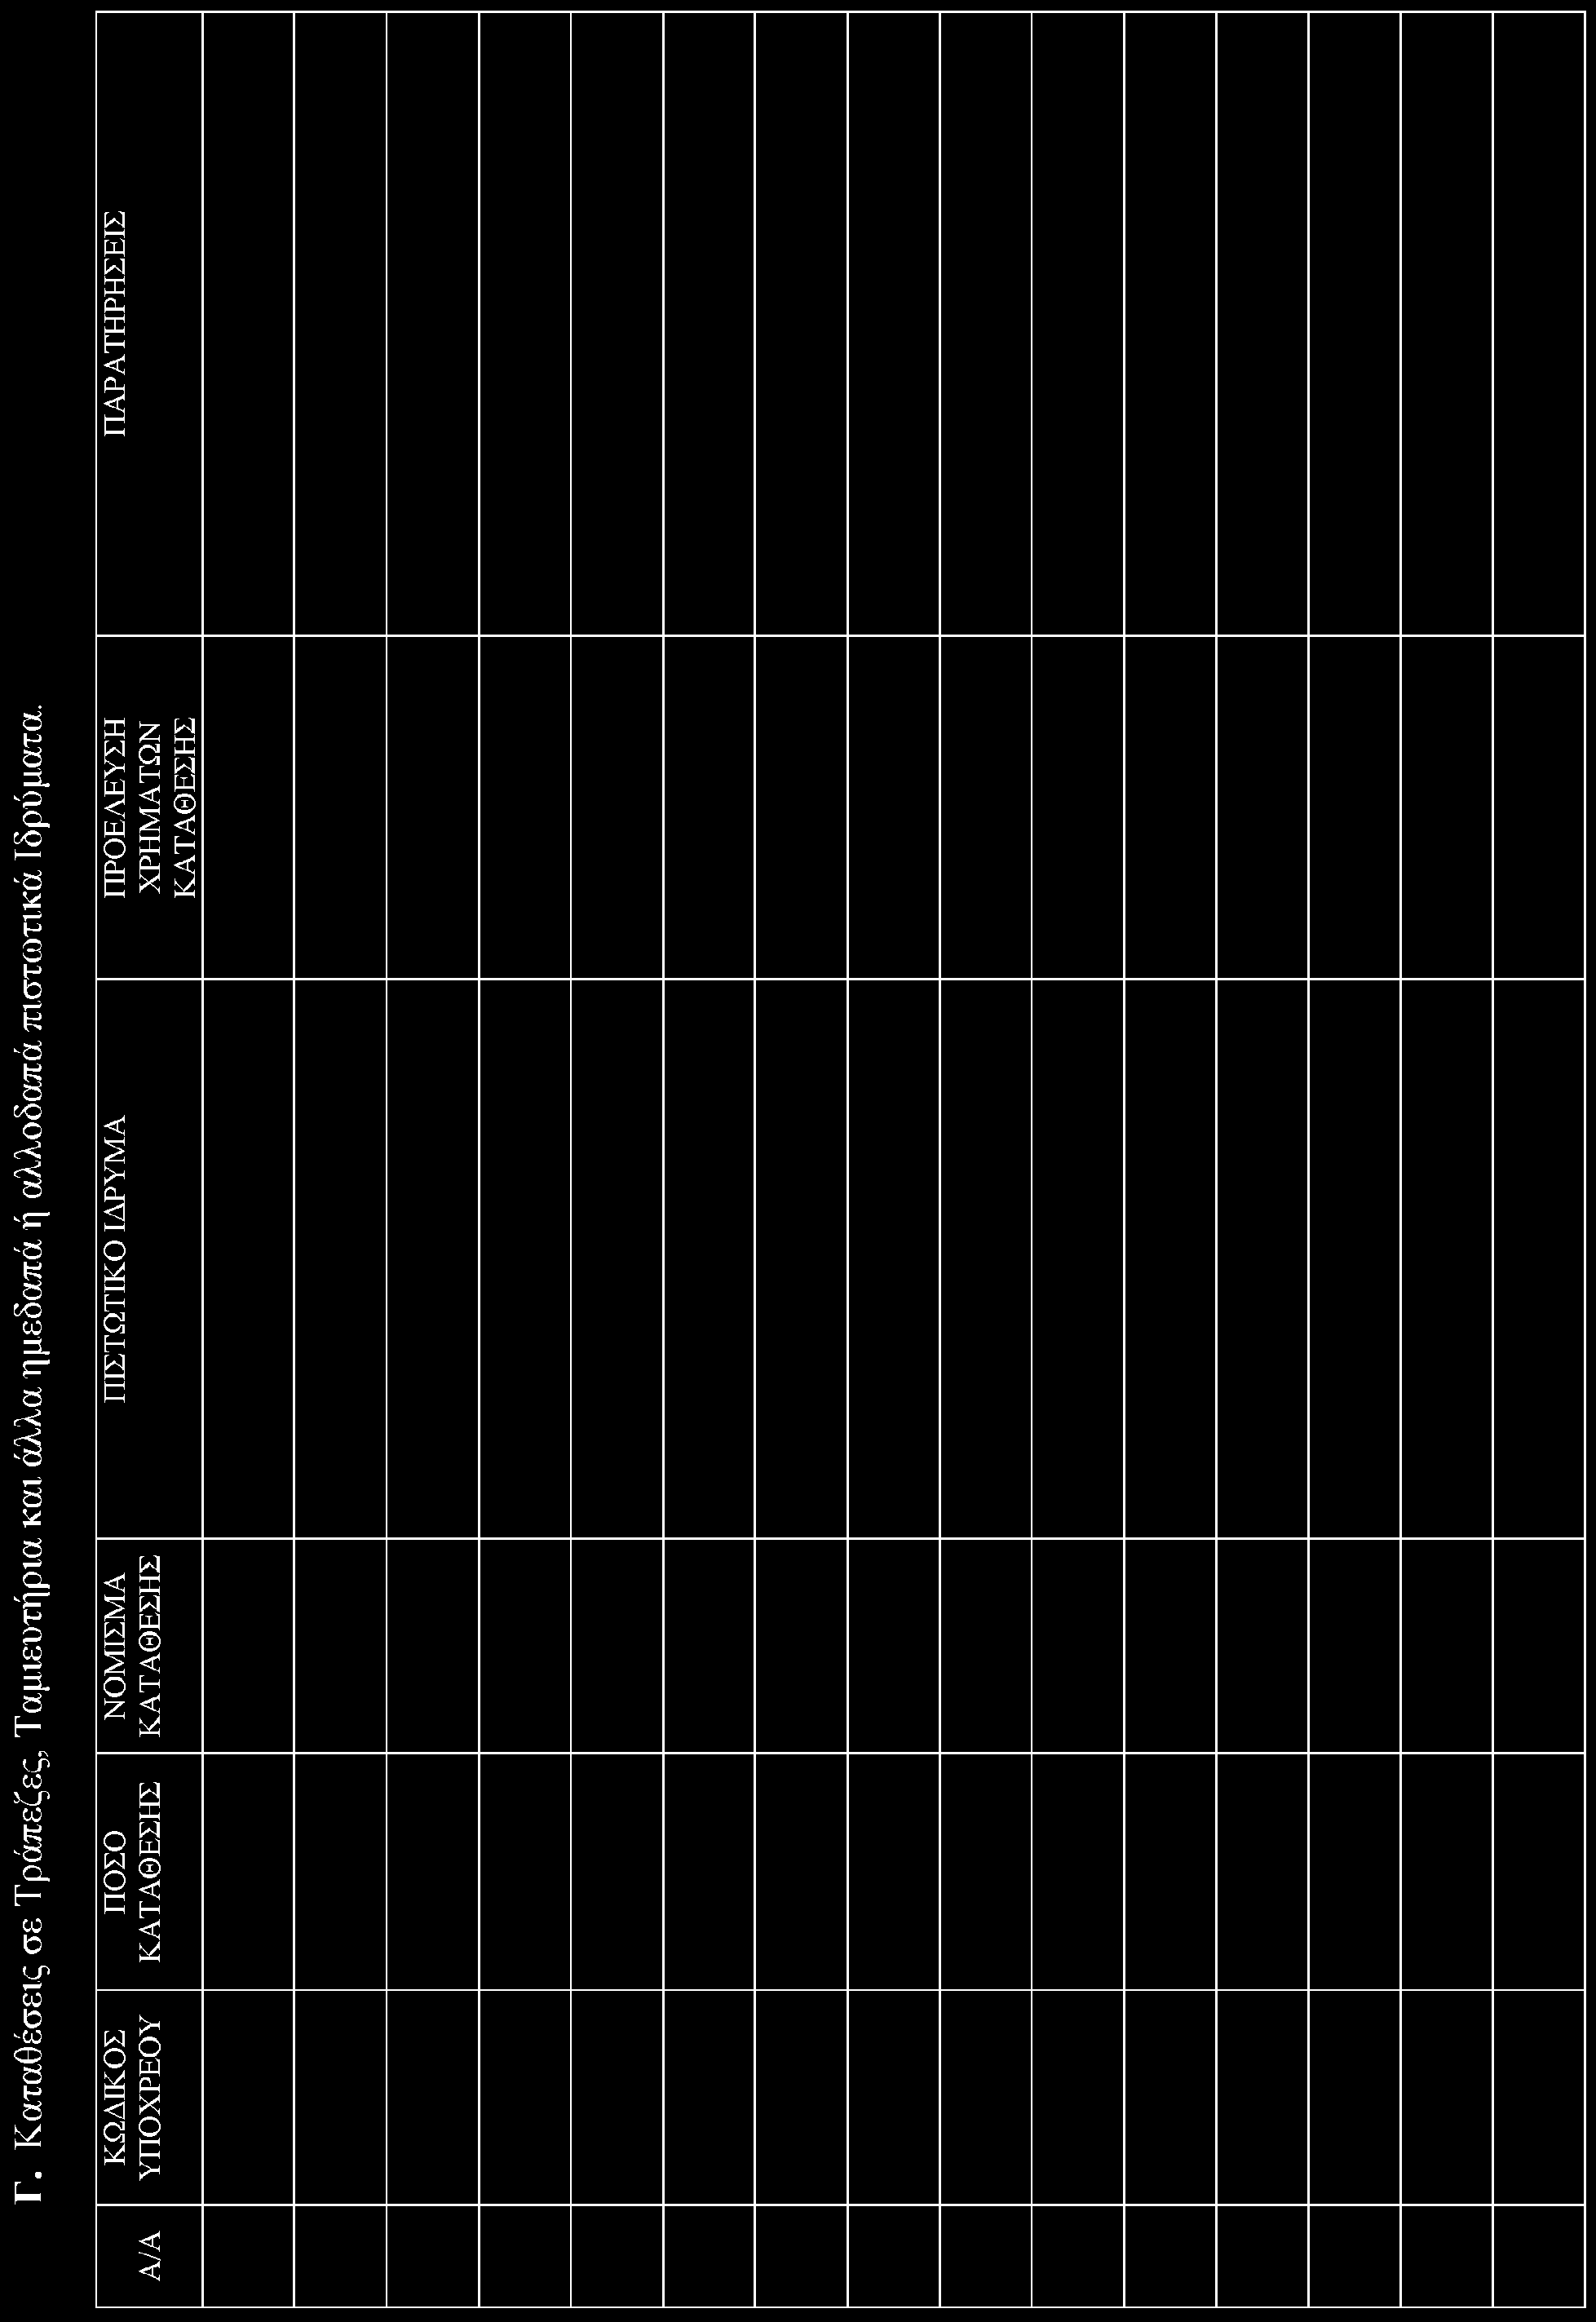 Γ. Καταθέσεις σε Τράπεζες, Ταμιευτήρια και άλλα ημεδαπά ή αλλοδαπά πιστωτικά Ιδρύματα.
Α/Α
ΚΩΔΙΚΟΣ
ΥΠΟΧΡΕΟΥ
ΠΟΣΟ
ΚΑΤΑΘΕΣΗΣ
ΝΟΜΙΣΜΑ
ΚΑΤΑΘΕΣΗΣ
ΠΙΣΤΩΤΙΚΟ ΙΔΡΥΜΑ
ΠΡΟΕΛΕΥΣΗ
ΧΡΗΜΑΤΩΝ
ΚΑΤΑΘΕΣΗΣ
ΠΑΡΑΤΗΡΗΣΕΙΣ